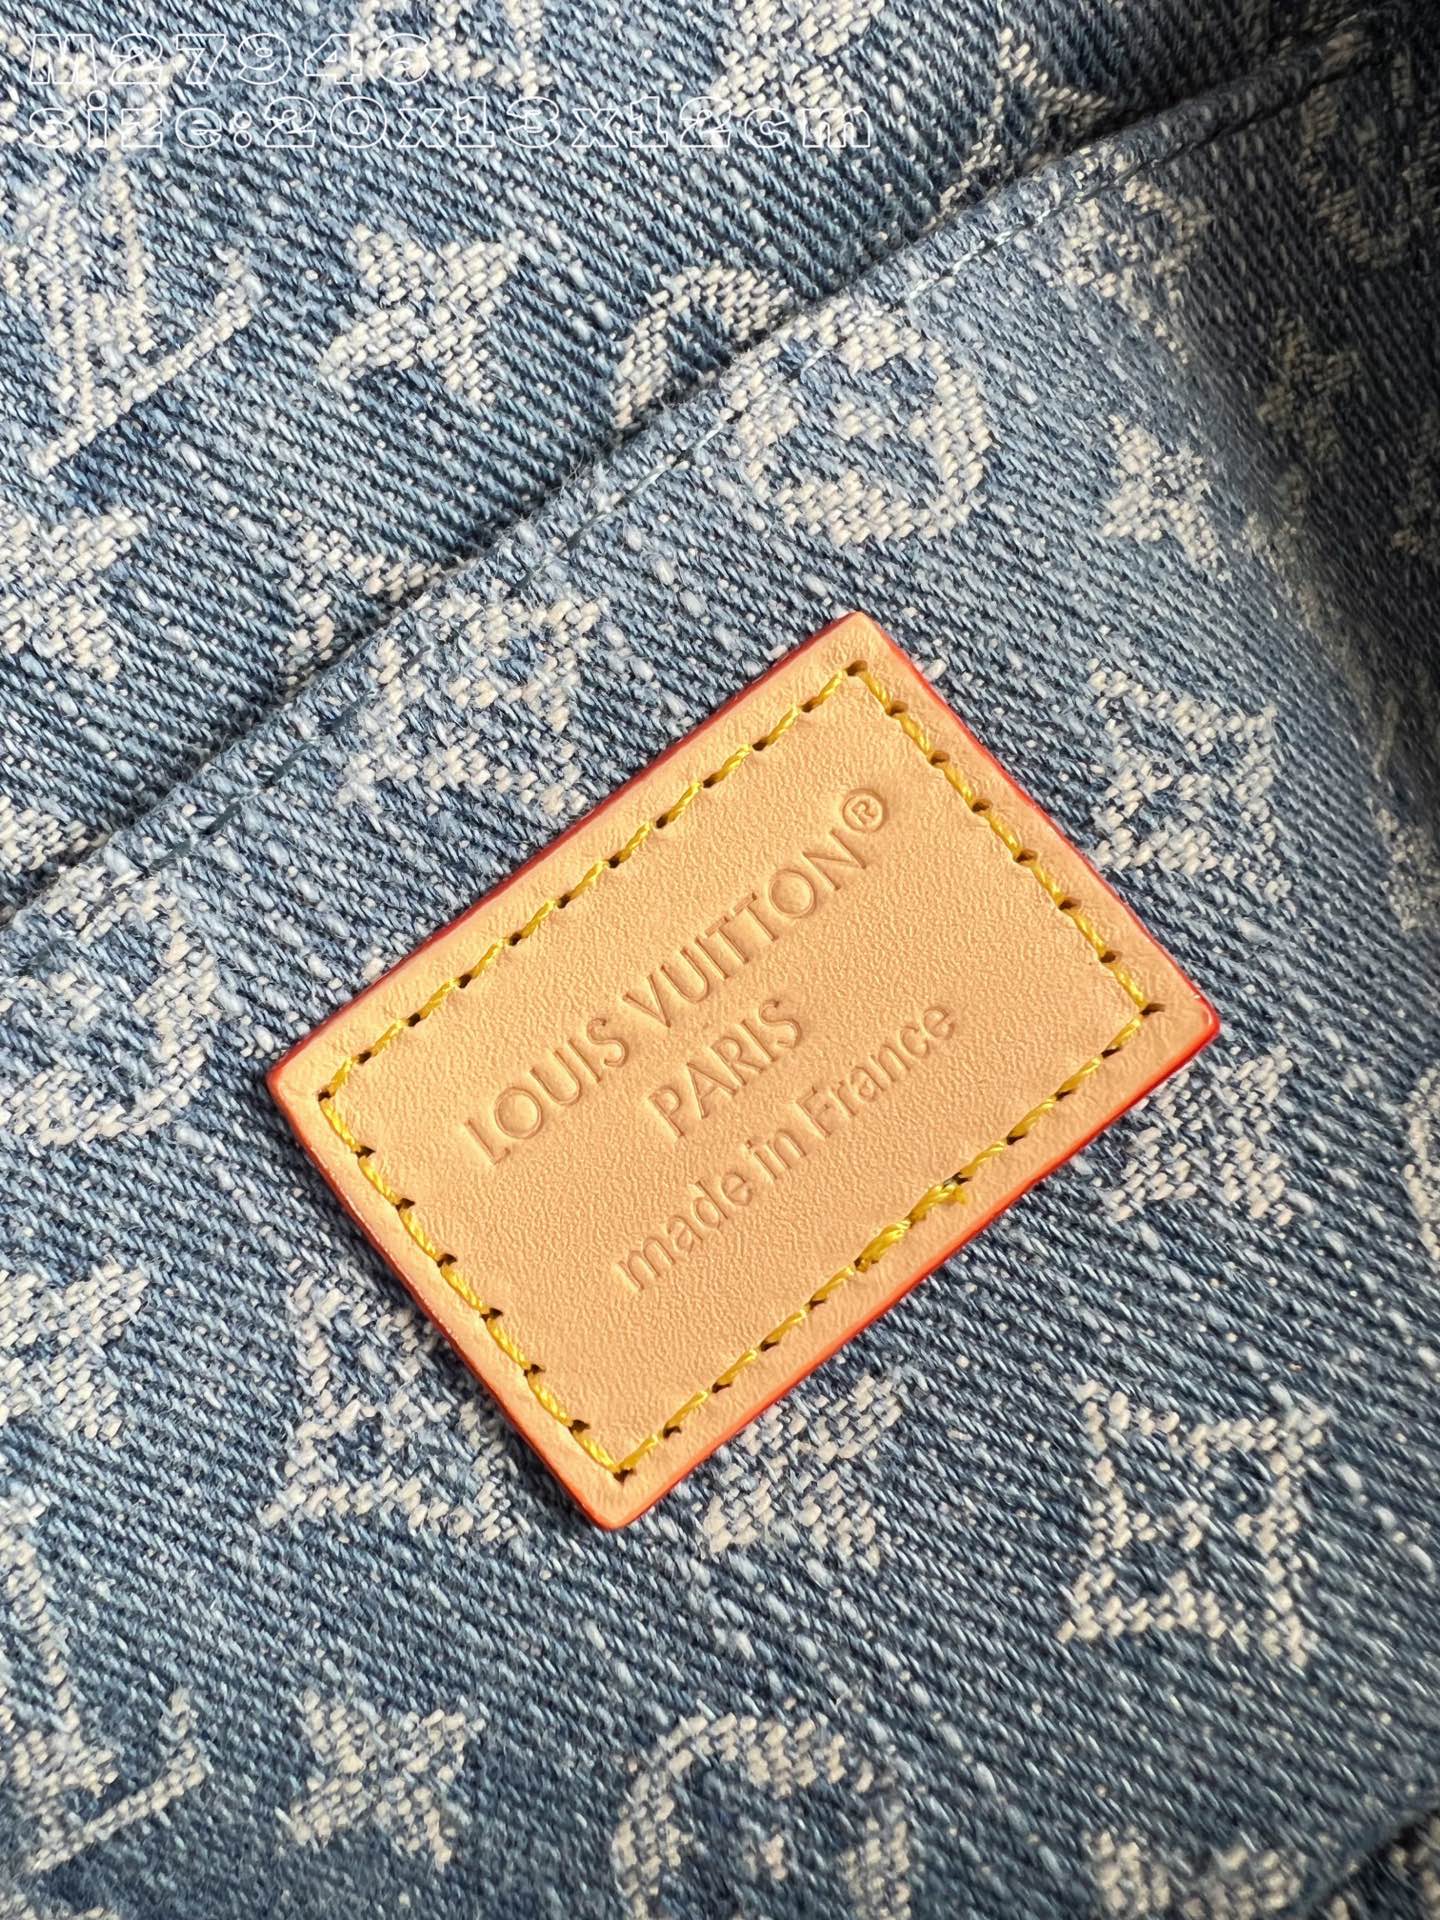 M27946
size:20x13x12cm
LOUIS VUITTON®
PARIS
made in France